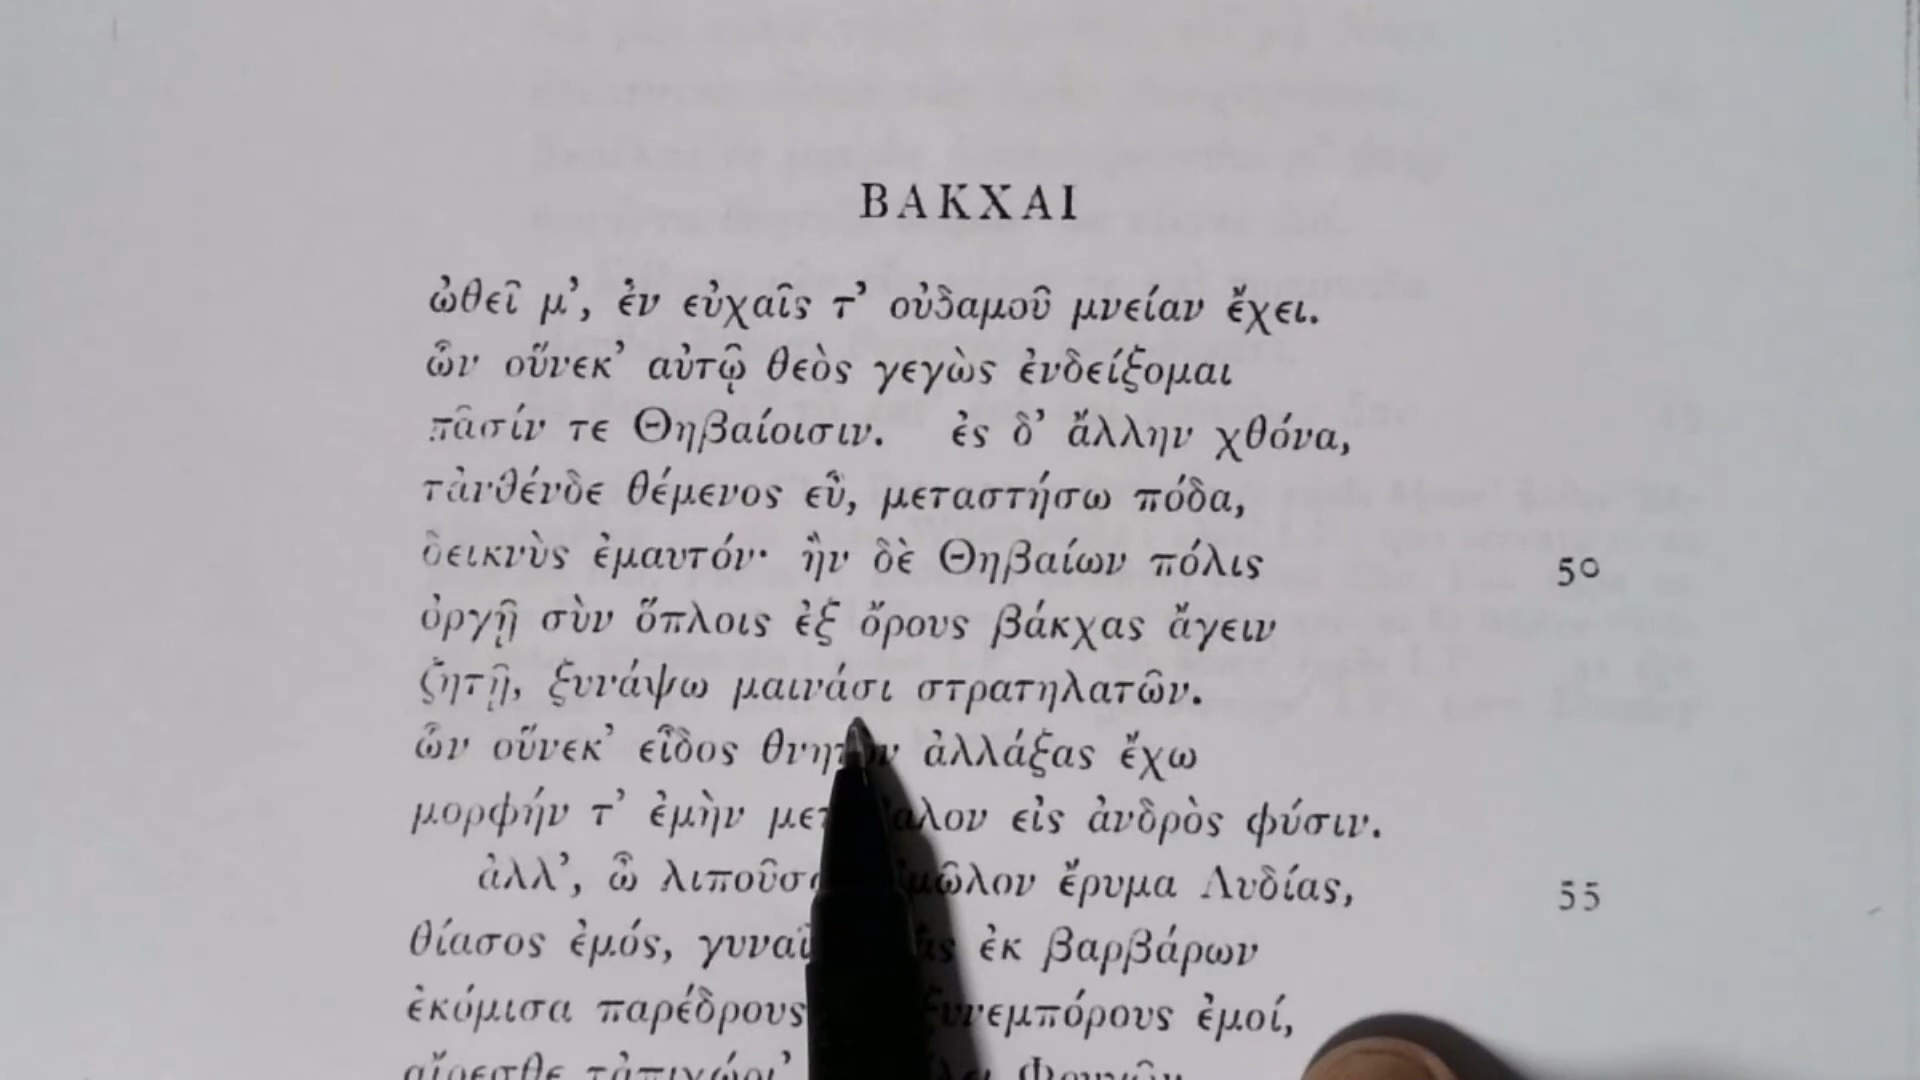 ΒΑΚΧΑΙ
ὠθεῖ μ’, ἐν εὐχαῖς τ’ οὐδαμοῦ μνείαν ἔχει.
ὧν οὕνεκ’ αὐτῷ θεὸς γεγὼς ἐνδείξομαι
πᾶσίν τε Θηβαίοισιν. ἐς δ’ ἄλλην χθόνα,
τἀνθένδε θέμενος εὖ, μεταστήσω πόδα,
δεικνὺς ἐμαυτόν· ἢν δὲ Θηβαίων πόλις 50
ὀργῇ σὺν ὅπλοις ἐξ ὄρους βάκχας ἄγειν
ζητῇ, ξυνάψω μαινάσι στρατηλατῶν.
ὧν οὕνεκ’ εἶδος ἀλλάξας ἔχω
μορφήν τ’ ἐμὴν εἰς ἀνδρὸς φύσιν.
ἀλλ’, ὦ ἔρυμα Λυδίας, 55
θίασος ἐμός, ἐκ βαρβάρων
ἐκόμισα παρέδρους ἐμοί,